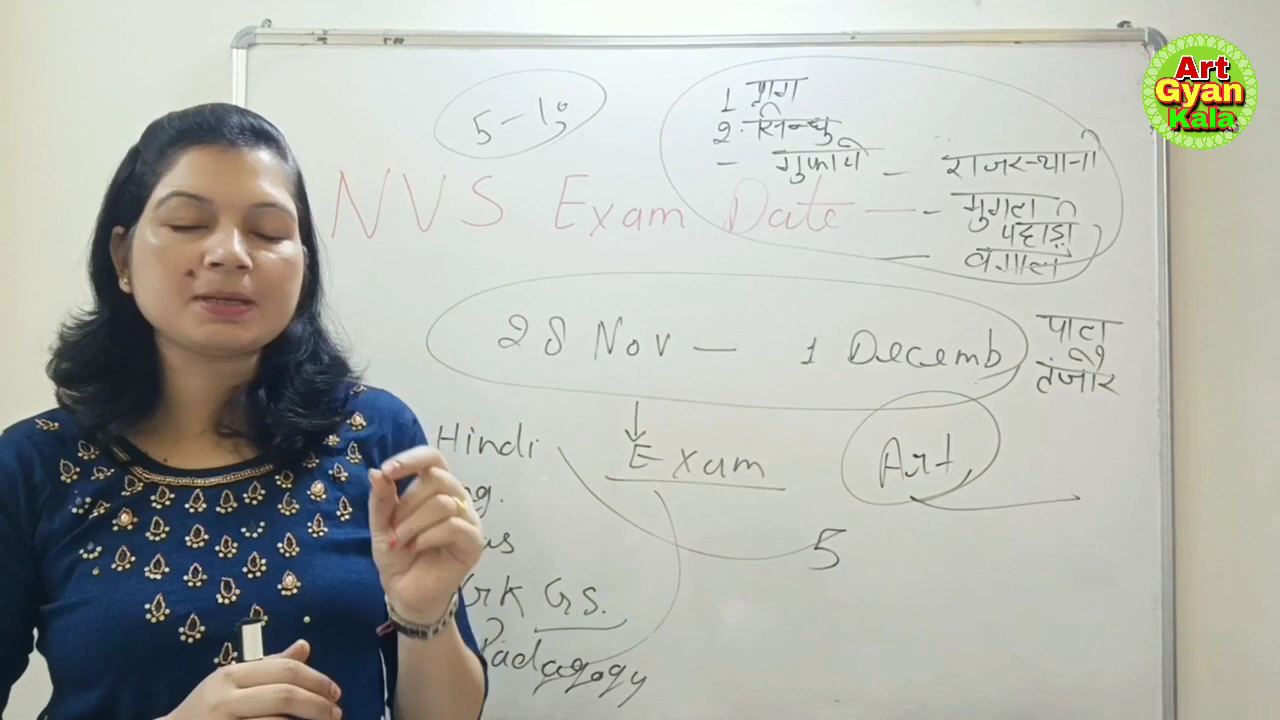 Art
Gyan
Kala
5-10
1 प्राग
2. सिन्धु
- गुफायें - राजस्थानी
NVS Exam Date - - मुगल
पहाड़ी
- बंगाल
28 Nov - 1 Decemb
पाल
तंजौर
Hindi
Exam
Art
5
GK GS.
Padagogy